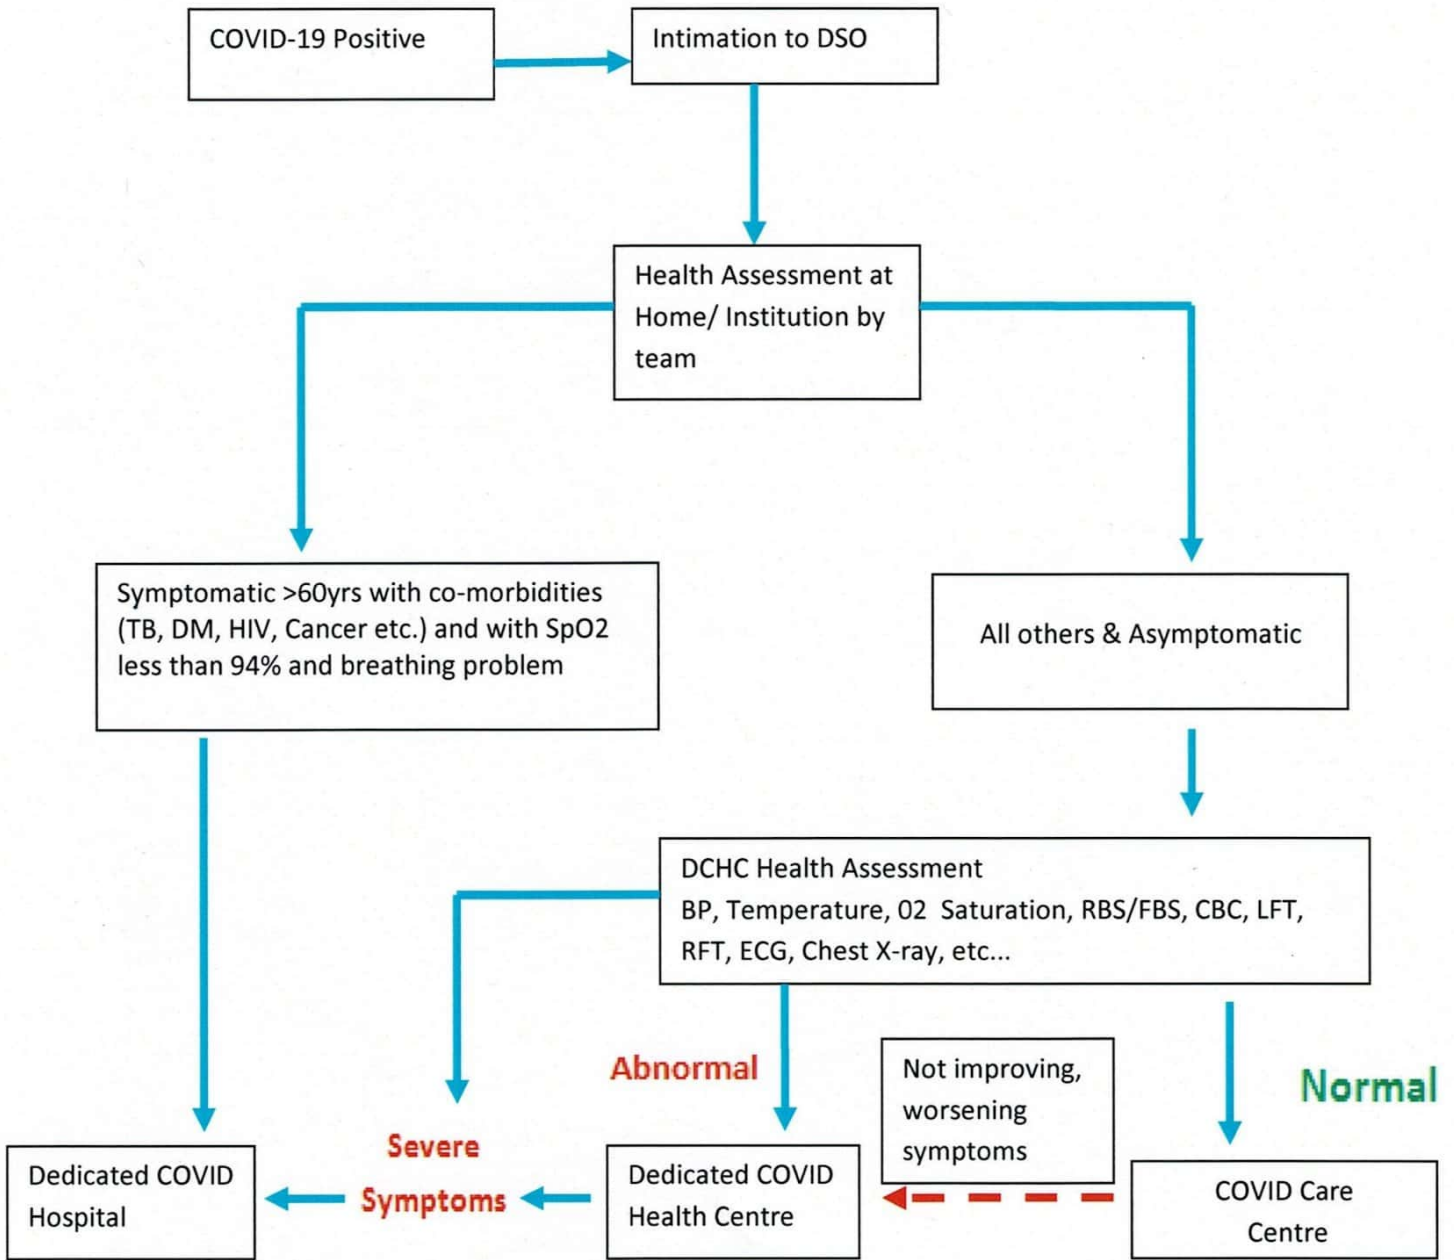 COVID-19 Positive
Intimation to DSO
Health Assessment at
Home/ Institution by
team
Symptomatic >60yrs with co-morbidities
(TB, DM, HIV, Cancer etc.) and with SpO2
less than 94% and breathing problem
All others & Asymptomatic
DCHC Health Assessment
BP, Temperature, 02 Saturation, RBS/FBS, CBC, LFT,
RFT, ECG, Chest X-ray, etc...
Abnormal
Not improving,
worsening
symptoms
Normal
Severe
Symptoms
Dedicated COVID
Hospital
Dedicated COVID
Health Centre
COVID Care
Centre